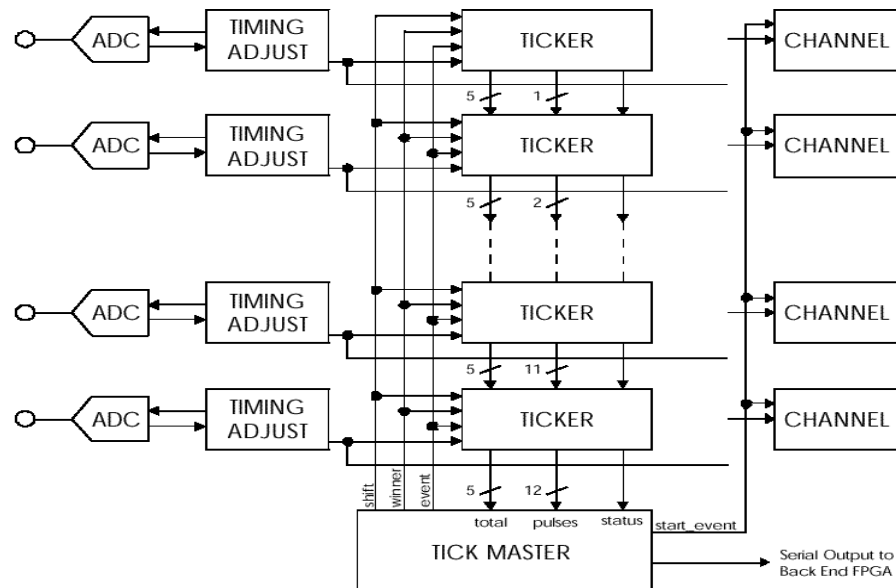 ADC
TIMING
ADJUST
TICKER
CHANNEL
5
1
ADC
TIMING
ADJUST
TICKER
CHANNEL
5
2
ADC
TIMING
ADJUST
TICKER
CHANNEL
5
11
ADC
TIMING
ADJUST
TICKER
CHANNEL
shift
winner
event
5
12
total
pulses
status
start_event
TICK MASTER
Serial Output to
Back End FPGA